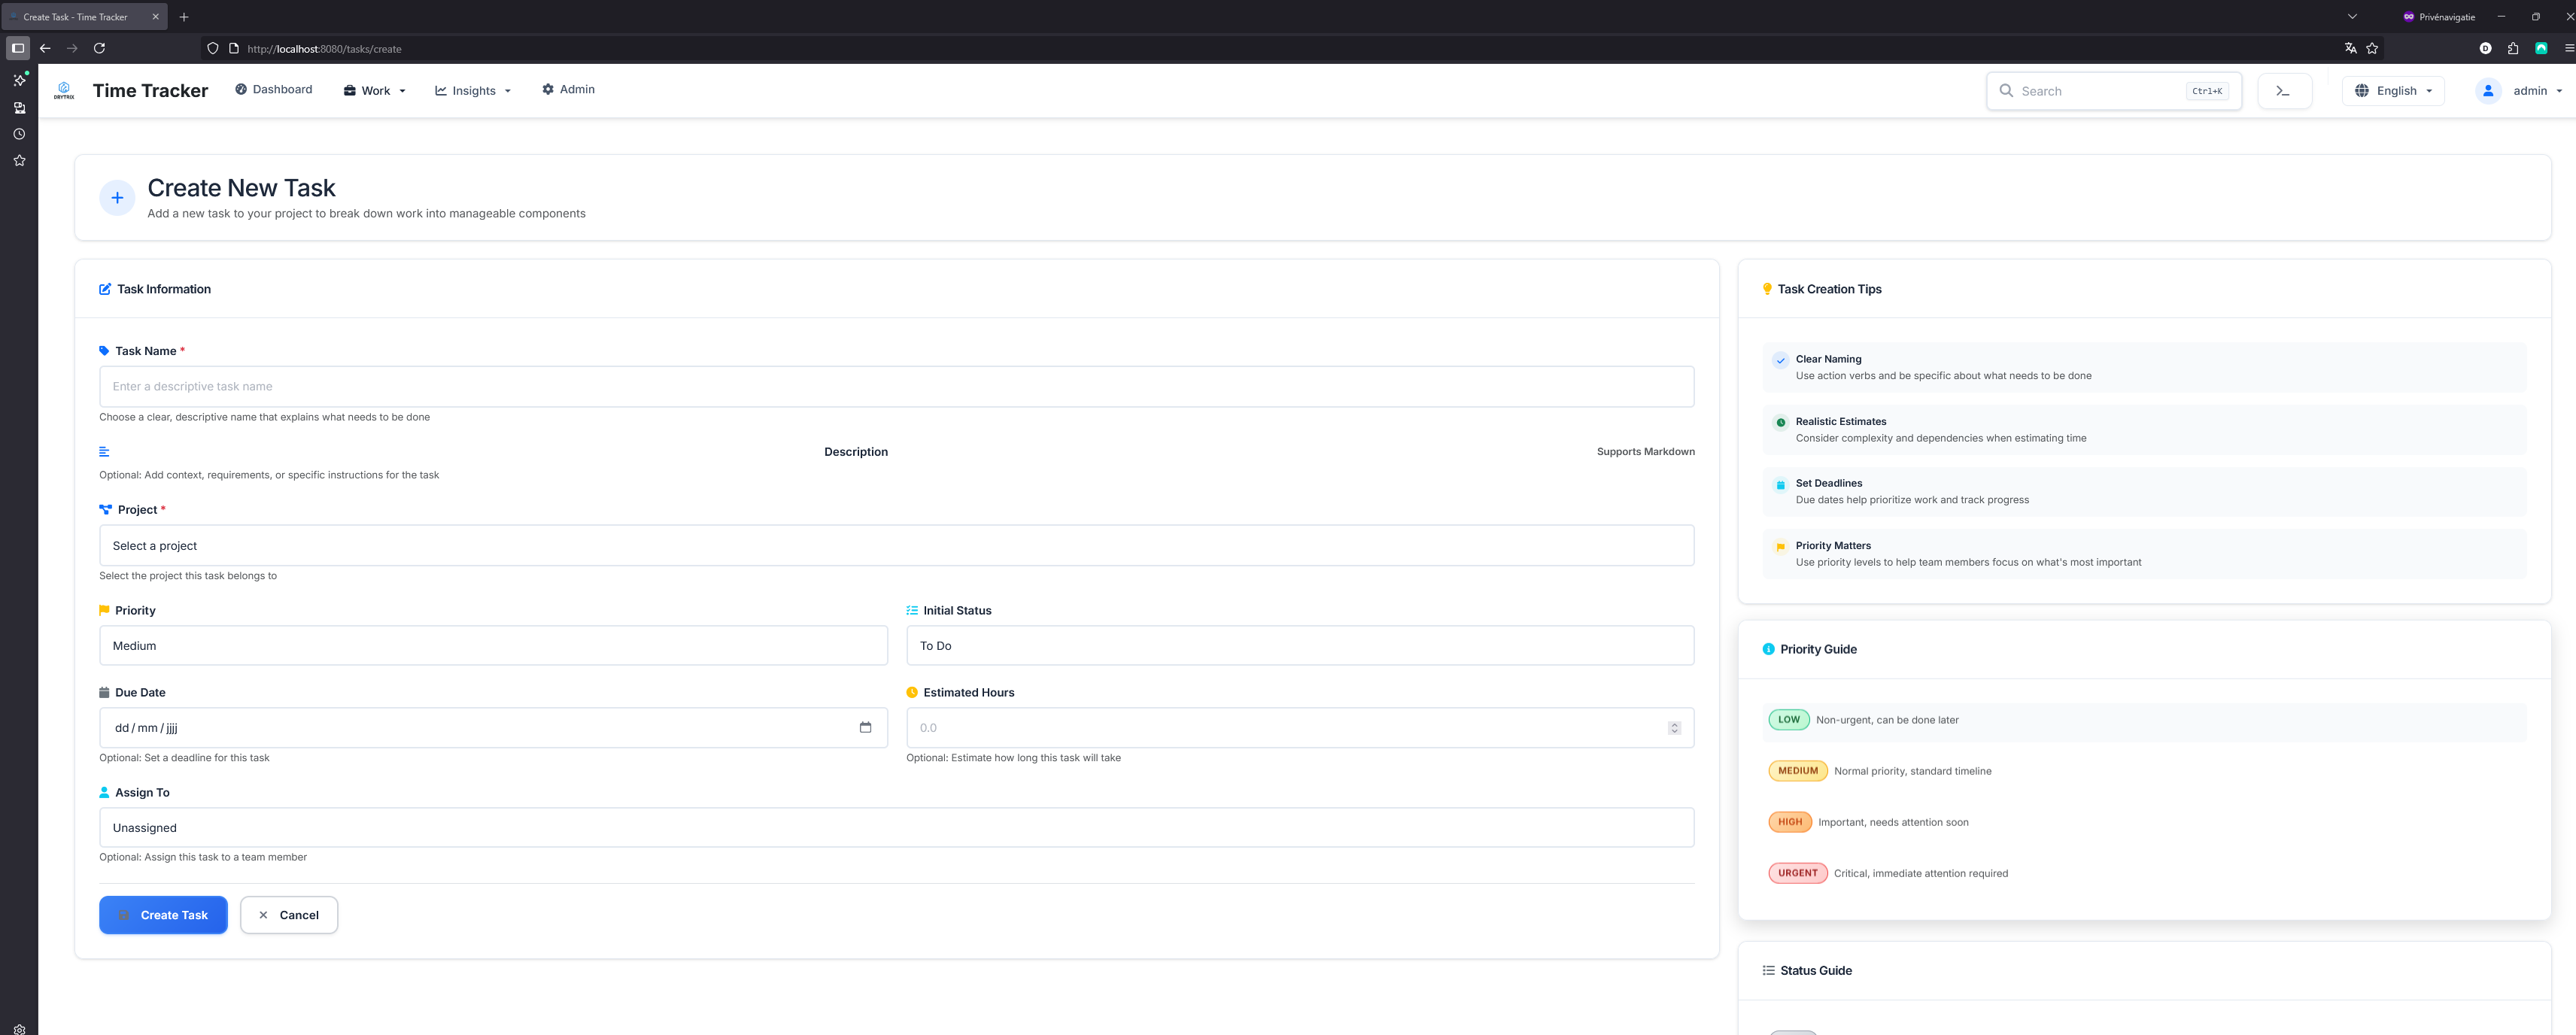 Create Task - Time Tracker
Privénavigatie
http://localhost:8080/tasks/create
DRYTRIX
Time Tracker
Dashboard
Work
Insights
Admin
Search
Ctrl+K
English
admin
Create New Task
Add a new task to your project to break down work into manageable components
Task Information
Task Name *
Enter a descriptive task name
Choose a clear, descriptive name that explains what needs to be done
Description
Supports Markdown
Optional: Add context, requirements, or specific instructions for the task
Project *
Select a project
Select the project this task belongs to
Priority
Initial Status
Medium
To Do
Due Date
Estimated Hours
dd / mm / jjjj
0.0
Optional: Set a deadline for this task
Optional: Estimate how long this task will take
Assign To
Unassigned
Optional: Assign this task to a team member
Create Task
Cancel
Task Creation Tips
Clear Naming
Use action verbs and be specific about what needs to be done
Realistic Estimates
Consider complexity and dependencies when estimating time
Set Deadlines
Due dates help prioritize work and track progress
Priority Matters
Use priority levels to help team members focus on what's most important
Priority Guide
LOW Non-urgent, can be done later
MEDIUM Normal priority, standard timeline
HIGH Important, needs attention soon
URGENT Critical, immediate attention required
Status Guide